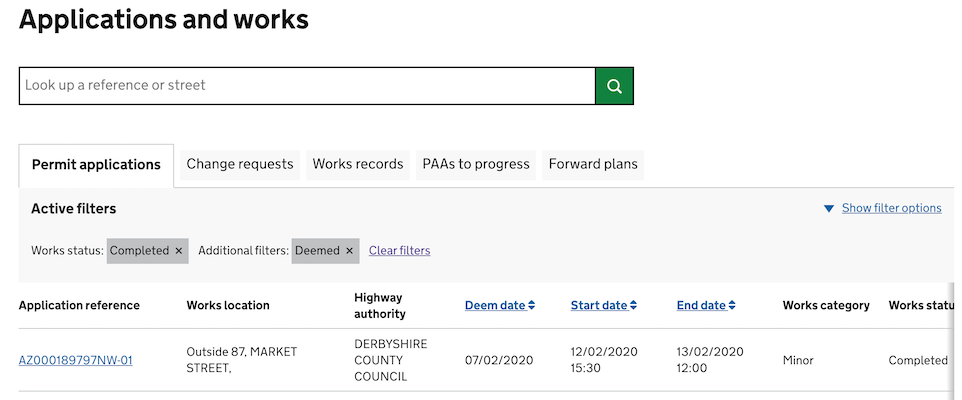 Applications and works
Look up a reference or street
Permit applications Change requests Works records PAAs to progress Forward plans
Active filters Show filter options
Works status: Completed × Additional filters: Deemed × Clear filters
Application reference Works location Highway authority Deem date Start date End date Works category Works statu
AZ000189797NW-01 Outside 87, MARKET STREET, DERBYSHIRE COUNTY COUNCIL 07/02/2020 12/02/2020 15:30 13/02/2020 12:00 Minor Completed